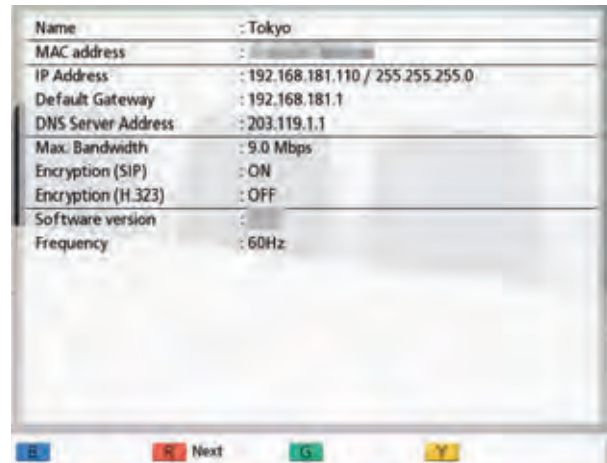 Name : Tokyo
MAC address :
IP Address : 192.168.181.110 / 255.255.255.0
Default Gateway : 192.168.181.1
DNS Server Address : 203.119.1.1
Max. Bandwidth : 9.0 Mbps
Encryption (SIP) : ON
Encryption (H.323) : OFF
Software version :
Frequency : 60Hz
B R Next G Y